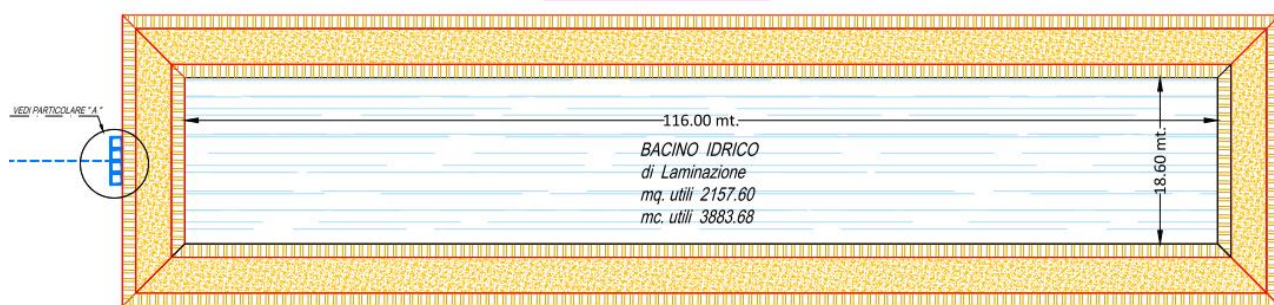 VEDI PARTICOLARE "A"
116.00 mt.
BACINO IDRICO
di Laminazione
mq. utili 2157.60
mc. utili 3883.68
18.60 mt.